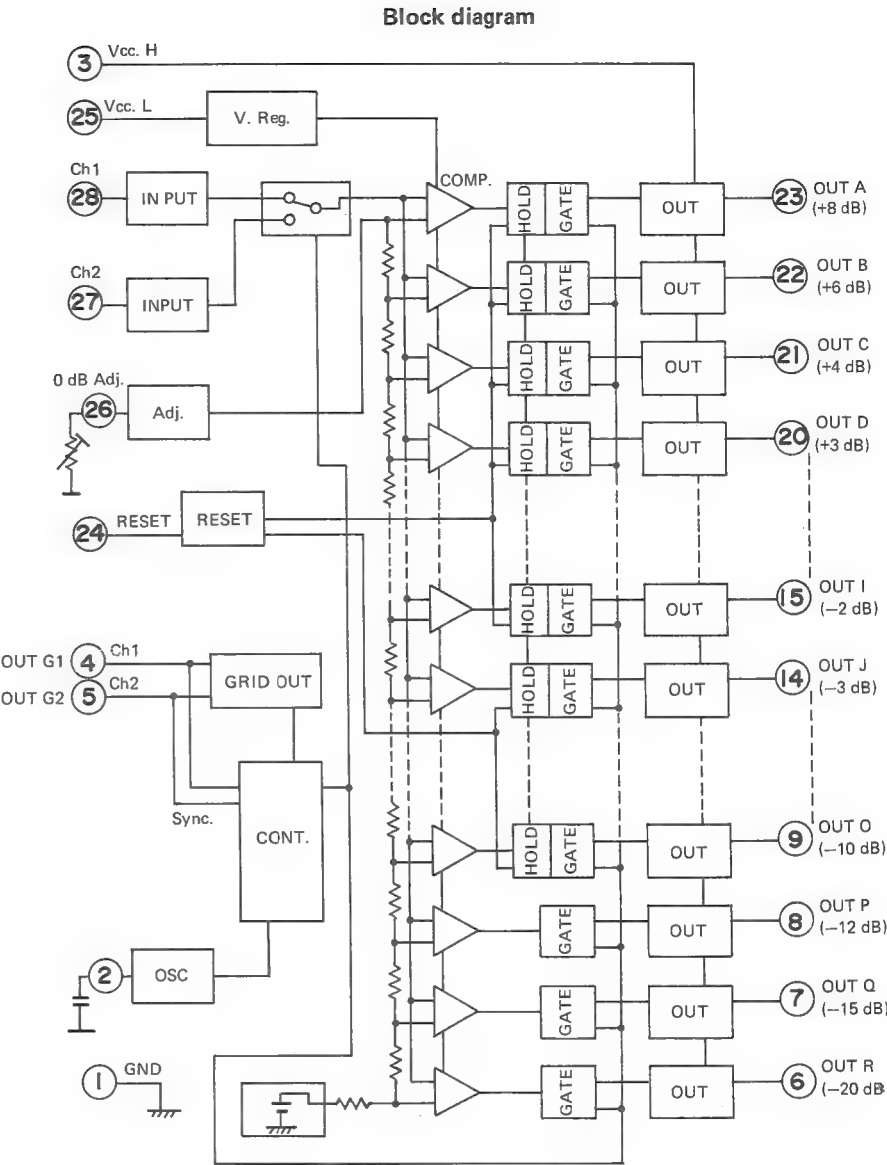 Block diagram
3 Vcc. H
25 Vcc. L
V. Reg.
Ch1
28
IN PUT
COMP.
HOLD
GATE
OUT
23
OUT A
(+8 dB)
Ch2
27
INPUT
HOLD
GATE
OUT
22
OUT B
(+6 dB)
HOLD
GATE
OUT
21
OUT C
(+4 dB)
0 dB Adj.
26
Adj.
HOLD
GATE
OUT
20
OUT D
(+3 dB)
24
RESET
RESET
HOLD
GATE
OUT
15
OUT I
(−2 dB)
OUT G1 4 Ch1
OUT G2 5 Ch2
GRID OUT
HOLD
GATE
OUT
14
OUT J
(−3 dB)
Sync.
CONT.
HOLD
GATE
OUT
9
OUT O
(−10 dB)
GATE
OUT
8
OUT P
(−12 dB)
2
OSC
GATE
OUT
7
OUT Q
(−15 dB)
1 GND
GATE
OUT
6
OUT R
(−20 dB